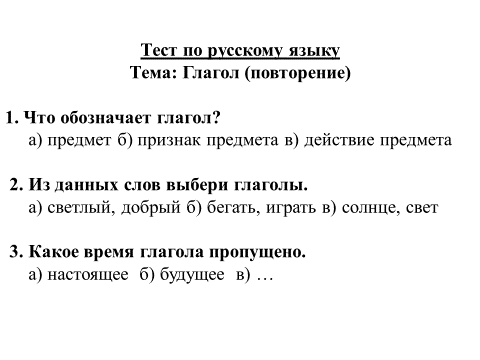 Тест по русскому языку
Тема: Глагол (повторение)
1. Что обозначает глагол?
а) предмет б) признак предмета в) действие предмета
2. Из данных слов выбери глаголы.
а) светлый, добрый б) бегать, играть в) солнце, свет
3. Какое время глагола пропущено.
а) настоящее б) будущее в) …